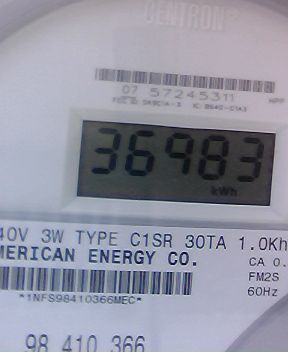 CENTRON®
07 57245311
HPP
36983
kWh
40V 3W TYPE C1SR 30TA 1.0Kh
MERICAN ENERGY CO.
CA 0.
FM2S
60Hz
*1NFS98410366MEC*
98 410 366